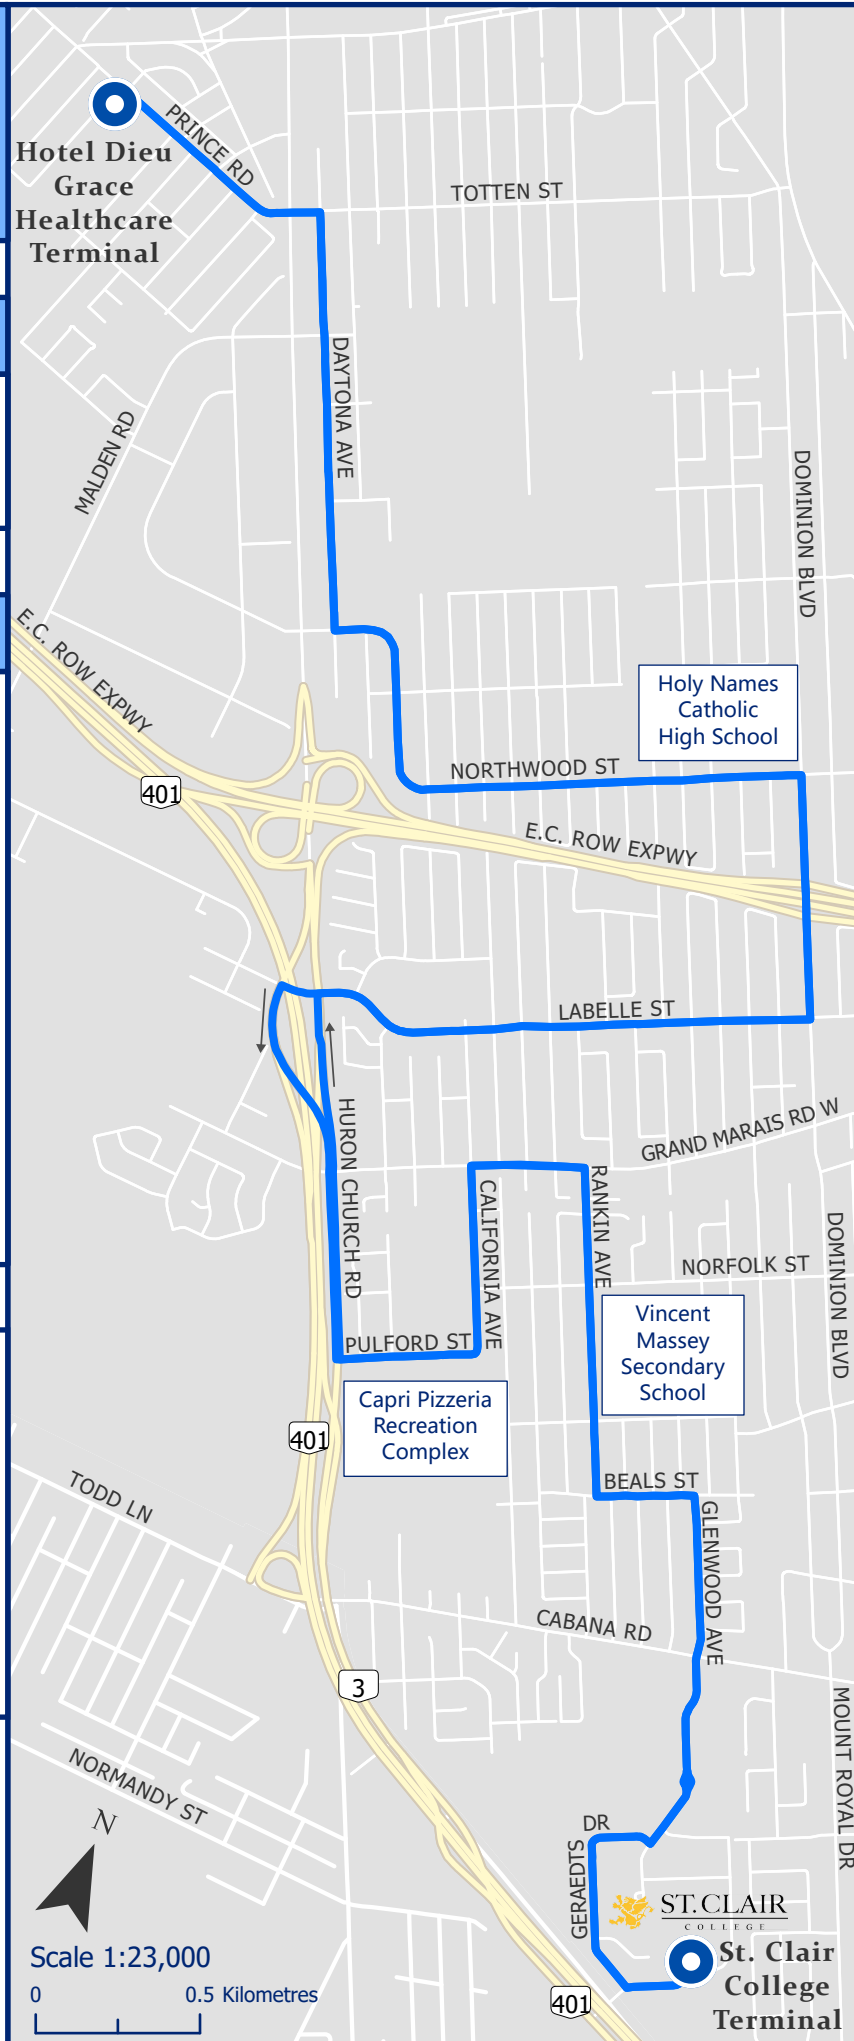 PRINCE RD
Hotel Dieu
Grace
Healthcare
Terminal
TOTTEN ST
DAYTONA AVE
MALDEN RD
DOMINION BLVD
E.C. ROW EXPWY
Holy Names
Catholic
High School
NORTHWOOD ST
401
E.C. ROW EXPWY
LABELLE ST
HURON CHURCH RD
GRAND MARAIS RD W
CALIFORNIA AVE
RANKIN AVE
DOMINION BLVD
NORFOLK ST
Vincent
Massey
Secondary
School
PULFORD ST
Capri Pizzeria
Recreation
Complex
401
TODD LN
BEALS ST
GLENWOOD AVE
CABANA RD
3
MOUNT ROYAL DR
NORMANDY ST
N
GERAEDTS DR
ST. CLAIR
COLLEGE
St. Clair
College
Terminal
Scale 1:23,000
0 0.5 Kilometres
401